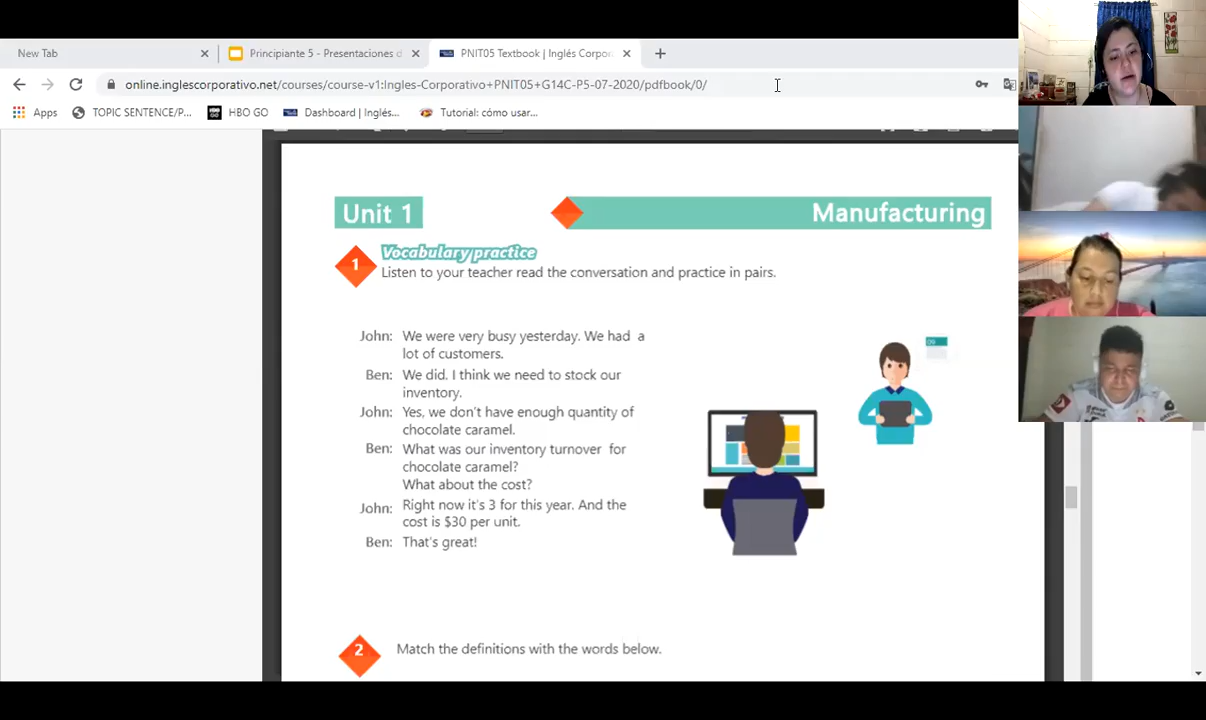 New Tab
Principiante 5 - Presentaciones d
PNIT05 Textbook | Inglés Corpor
online.inglescorporativo.net/courses/course-v1:Ingles-Corporativo+PNIT05+G14C-P5-07-2020/pdfbook/0/
Apps
TOPIC SENTENCE/P...
HBO GO
Dashboard | Inglés...
Tutorial: cómo usar...
Unit 1
Manufacturing
1
Vocabulary practice
Listen to your teacher read the conversation and practice in pairs.
John: We were very busy yesterday. We had a
lot of customers.
Ben: We did. I think we need to stock our
inventory.
John: Yes, we don't have enough quantity of
chocolate caramel.
Ben: What was our inventory turnover for
chocolate caramel?
What about the cost?
John: Right now it's 3 for this year. And the
cost is $30 per unit.
Ben: That's great!
2
Match the definitions with the words below.